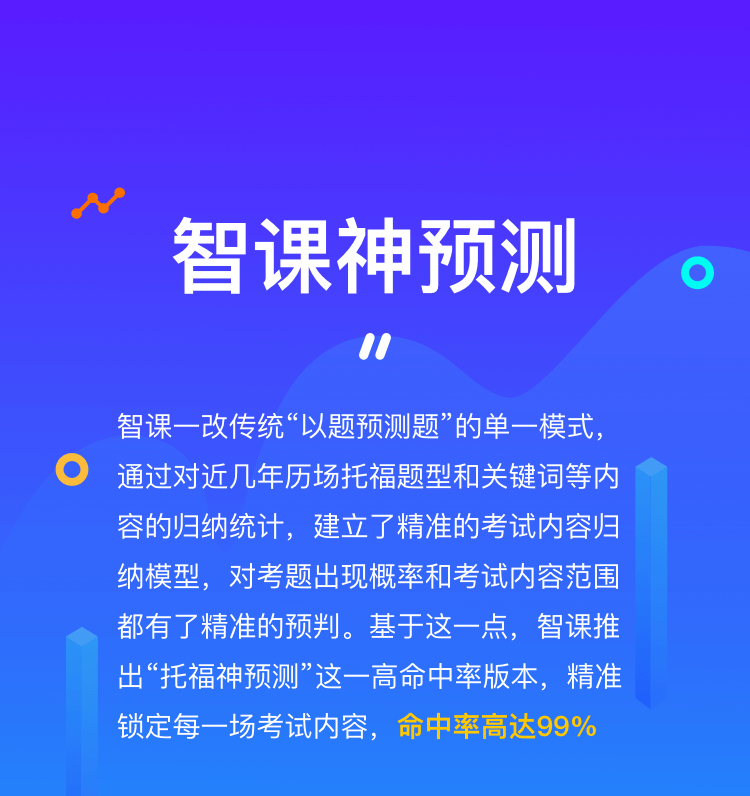 智课神预测
智课一改传统“以题预测题”的单一模式，
通过对近几年历场托福题型和关键词等内
容的归纳统计，建立了精准的考试内容归
纳模型，对考题出现概率和考试内容范围
都有了精准的预判。基于这一点，智课推
出“托福神预测”这一高命中率版本，精准
锁定每一场考试内容，命中率高达99%